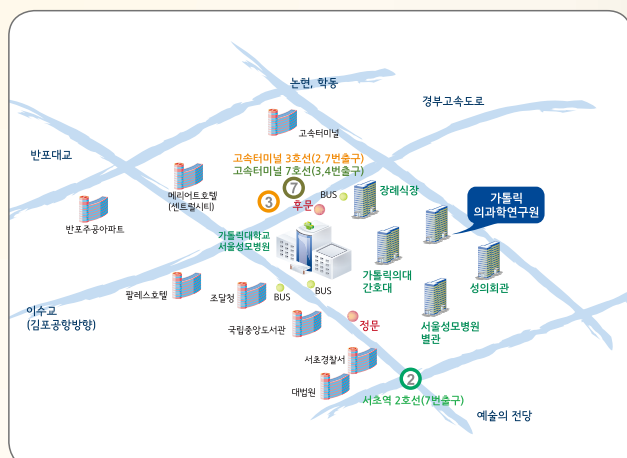 논현, 학동
경부고속도로
고속터미널
반포대교
고속터미널 3호선(2,7번출구)
고속터미널 7호선(3,4번출구)
메리어트호텔
(센트럴시티)
3
7
BUS
장례식장
후문
가톨릭
의과학연구원
반포주공아파트
가톨릭대학교
서울성모병원
가톨릭의대
간호대
성의회관
팔레스호텔
조달청
BUS
BUS
이수교
(김포공항방향)
국립중앙도서관
정문
서울성모병원
별관
서초경찰서
대법원
2
서초역 2호선(7번출구)
예술의 전당